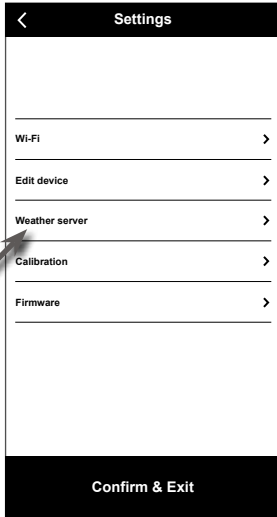 Settings
Wi-Fi
Edit device
Weather server
Calibration
Firmware
Confirm & Exit